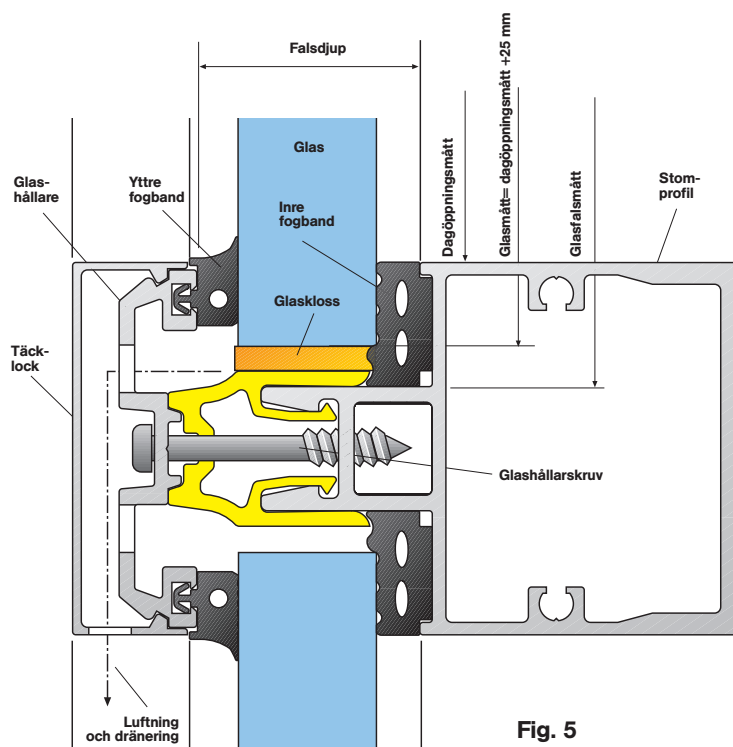 Falsdjup
Glas
Glas-
hållare
Yttre
fogband
Inre
fogband
Dagöppningsmått
Glasmått= dagöppningsmått +25 mm
Glasfalsmått
Stom-
profil
Glaskloss
Täck-
lock
Glashållarskruv
Luftning
och dränering
Fig. 5